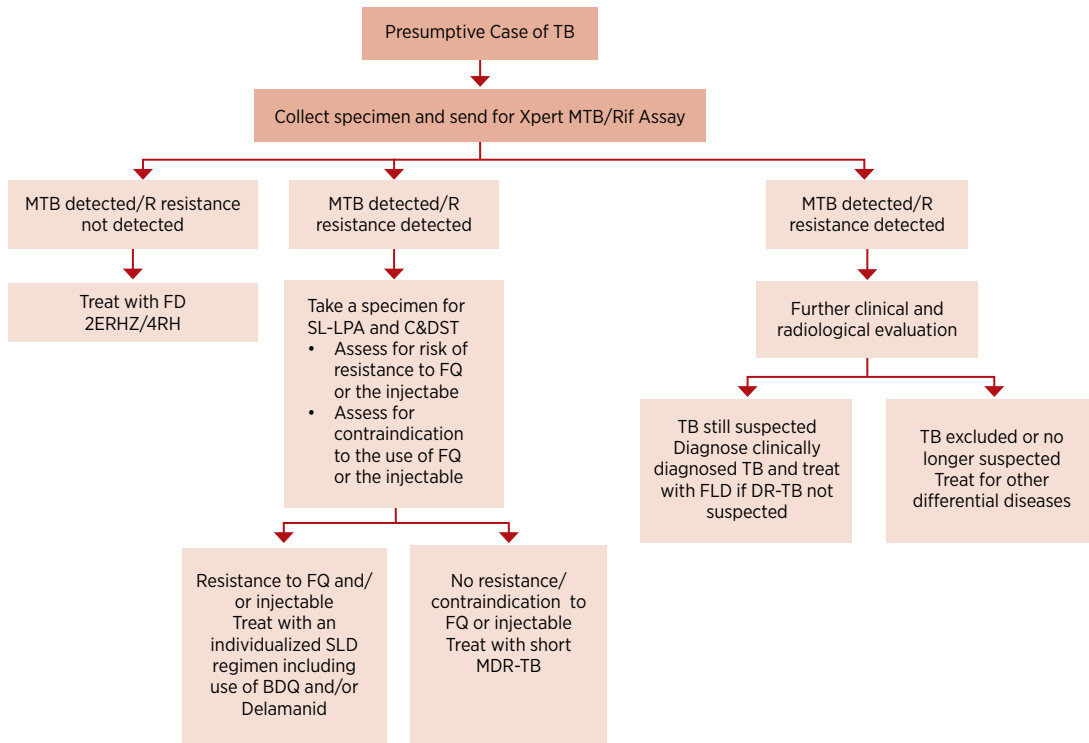 Presumptive Case of TB
Collect specimen and send for Xpert MTB/Rif Assay
MTB detected/R resistance
not detected
MTB detected/R
resistance detected
MTB detected/R
resistance detected
Treat with FD
2ERHZ/4RH
Take a specimen for
SL-LPA and C&DST
• Assess for risk of
resistance to FQ
or the injectabe
• Assess for
contraindication
to the use of FQ
or the injectable
Further clinical and
radiological evaluation
TB still suspected
Diagnose clinically
diagnosed TB and treat
with FLD if DR-TB not
suspected
TB excluded or no
longer suspected
Treat for other
differential diseases
Resistance to FQ and/
or injectable
Treat with an
individualized SLD
regimen including
use of BDQ and/or
Delamanid
No resistance/
contraindication to
FQ or injectable
Treat with short
MDR-TB